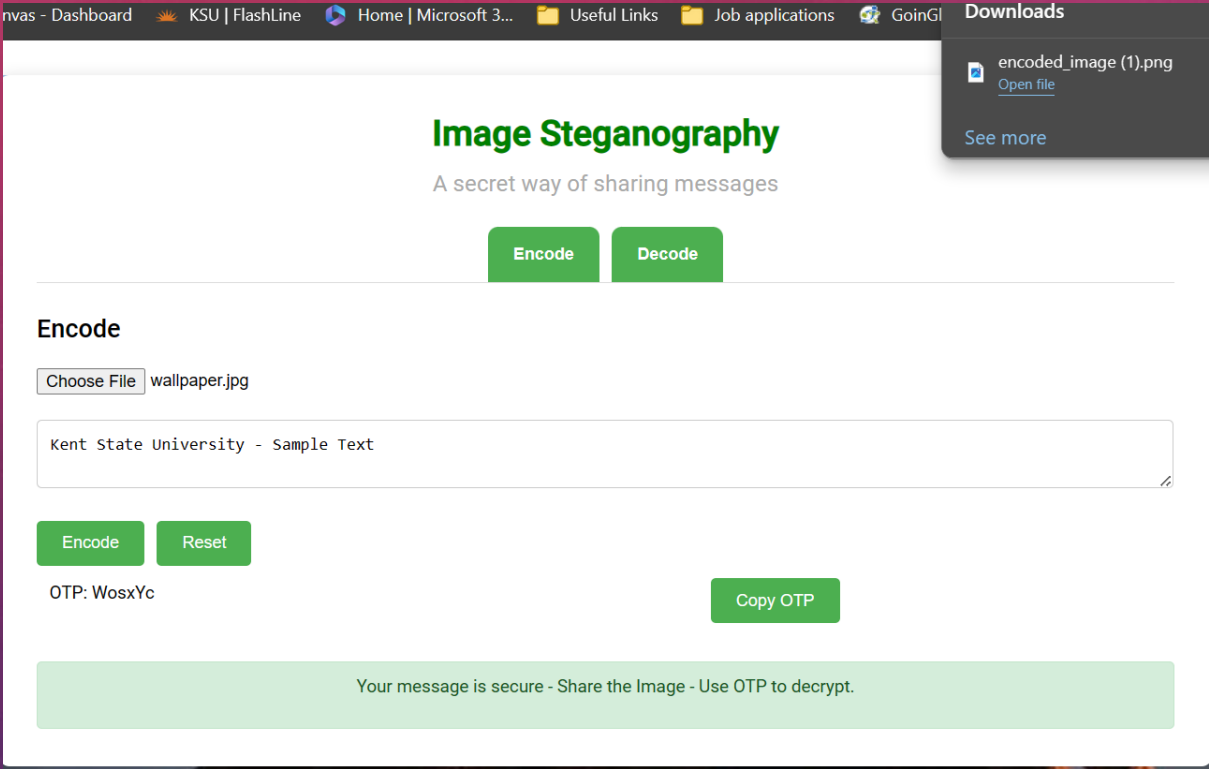 nvas - Dashboard KSU | FlashLine Home | Microsoft 3... Useful Links Job applications GoinGl
Downloads
encoded_image (1).png
Open file
See more
Image Steganography
A secret way of sharing messages
Encode Decode
Encode
Choose File wallpaper.jpg
Kent State University - Sample Text
Encode Reset
OTP: WosxYc Copy OTP
Your message is secure - Share the Image - Use OTP to decrypt.